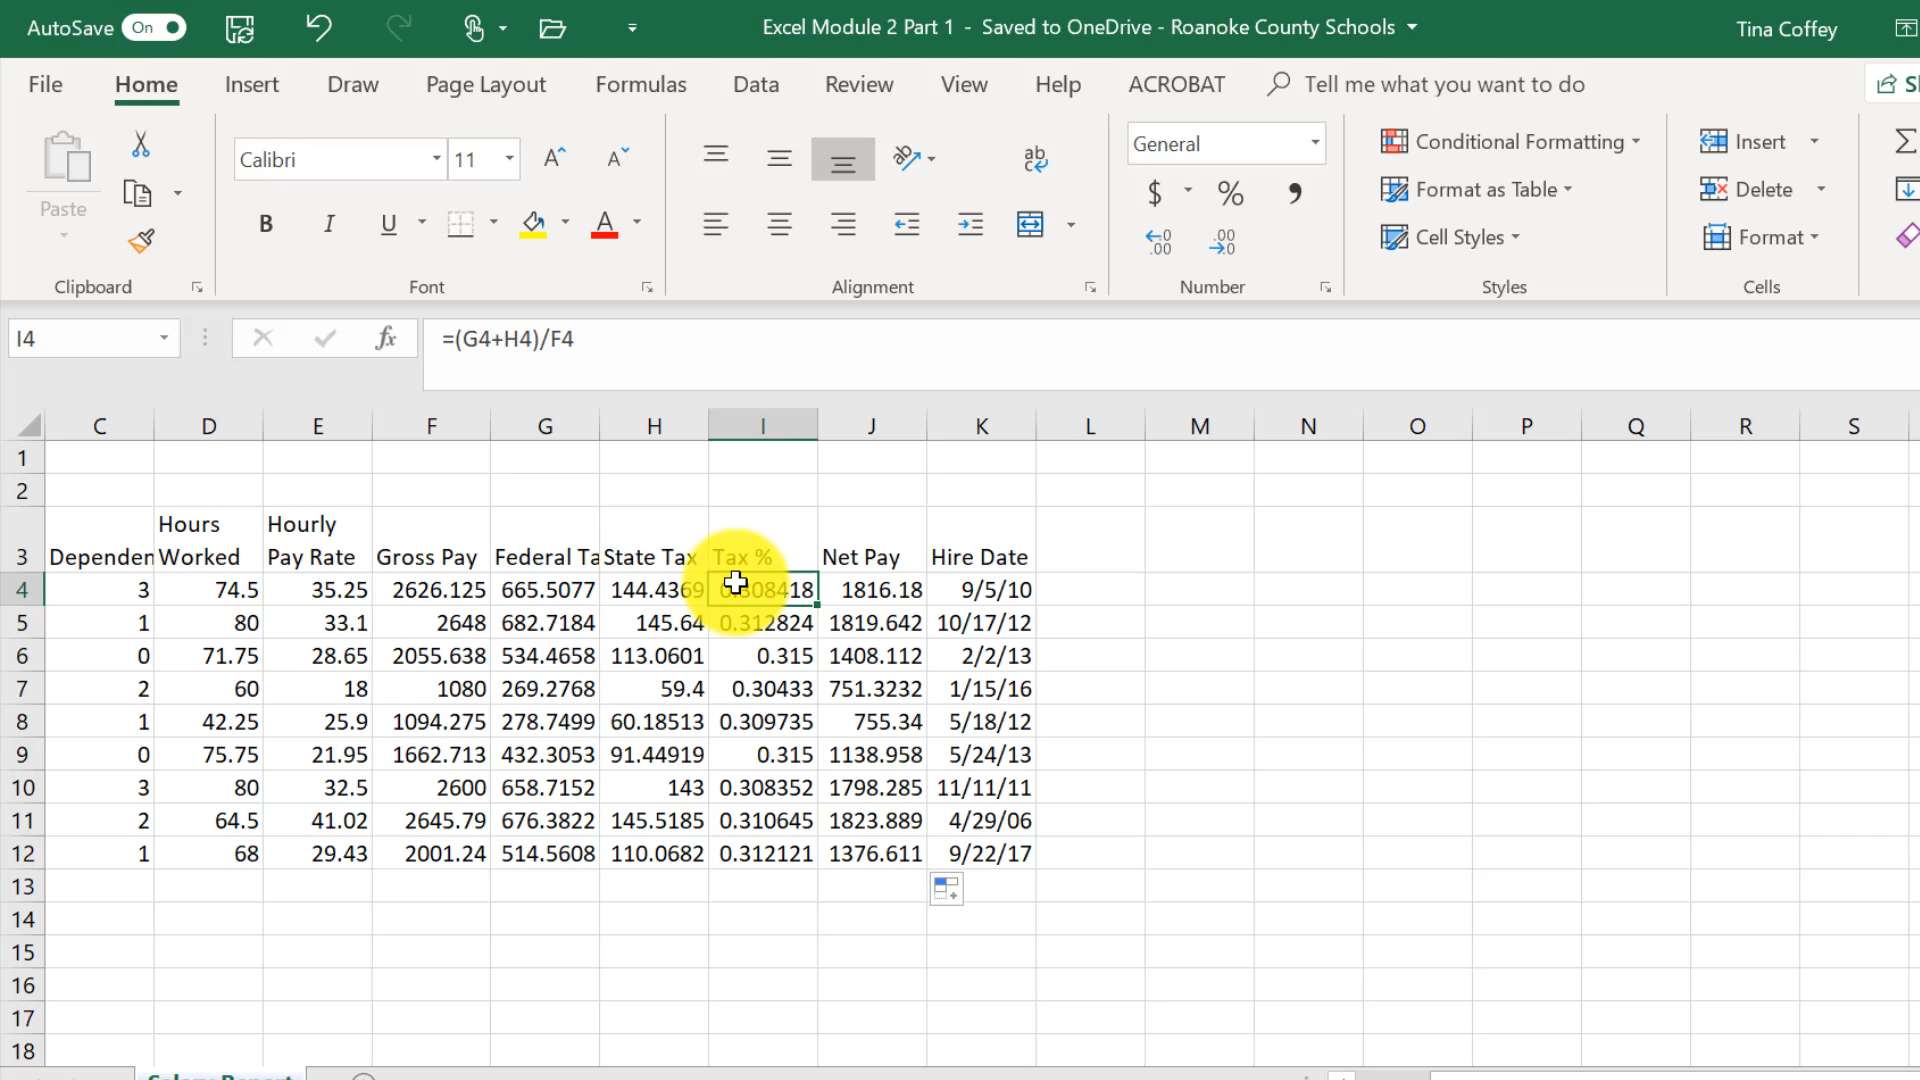 AutoSave On Excel Module 2 Part 1 - Saved to OneDrive - Roanoke County Schools Tina Coffey
File Home Insert Draw Page Layout Formulas Data Review View Help ACROBAT Tell me what you want to do
Paste
Clipboard
Calibri 11
B I U A
Font
ab
Alignment
General
$ % ,
Number
Conditional Formatting
Format as Table
Cell Styles
Styles
Insert
Delete
Format
Cells
I4 fx =(G4+H4)/F4
C D E F G H I J K L M N O P Q R S
1
2
Hours Hourly
3 Dependen Worked Pay Rate Gross Pay Federal Ta State Tax Tax % Net Pay Hire Date
4 3 74.5 35.25 2626.125 665.5077 144.4369 0.308418 1816.18 9/5/10
5 1 80 33.1 2648 682.7184 145.64 0.312824 1819.642 10/17/12
6 0 71.75 28.65 2055.638 534.4658 113.0601 0.315 1408.112 2/2/13
7 2 60 18 1080 269.2768 59.4 0.30433 751.3232 1/15/16
8 1 42.25 25.9 1094.275 278.7499 60.18513 0.309735 755.34 5/18/12
9 0 75.75 21.95 1662.713 432.3053 91.44919 0.315 1138.958 5/24/13
10 3 80 32.5 2600 658.7152 143 0.308352 1798.285 11/11/11
11 2 64.5 41.02 2645.79 676.3822 145.5185 0.310645 1823.889 4/29/06
12 1 68 29.43 2001.24 514.5608 110.0682 0.312121 1376.611 9/22/17
13
14
15
16
17
18
Salary Report